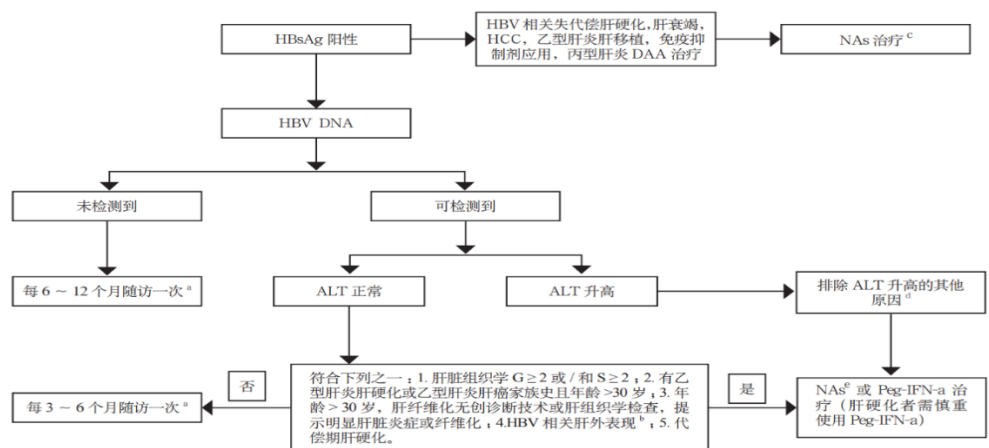 HBsAg 阳性
HBV 相关失代偿肝硬化，肝衰竭，
HCC，乙型肝炎肝移植，免疫抑
制剂应用，丙型肝炎 DAA 治疗
NAs 治疗 c
HBV DNA
未检测到
可检测到
每 6 ～ 12 个月随访一次 a
ALT 正常
ALT 升高
排除 ALT 升高的其他
原因 d
否
符合下列之一：1. 肝脏组织学 G≥2 或 / 和 S≥2；2. 有乙
型肝炎肝硬化或乙型肝炎肝癌家族史且年龄 >30 岁；3. 年
龄 > 30 岁，肝纤维化无创诊断技术或肝组织学检查，提
示明显肝脏炎症或纤维化；4.HBV 相关肝外表现 b；5. 代
偿期肝硬化。
是
每 3 ～ 6 个月随访一次 a
NAs e 或 Peg-IFN-a 治
疗（肝硬化者需慎重
使用 Peg-IFN-a）